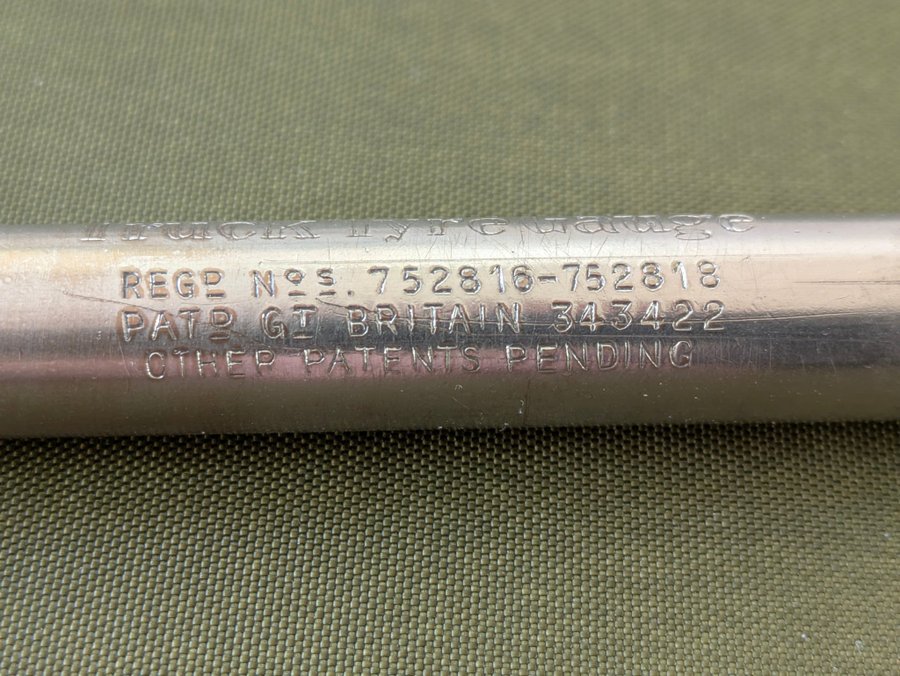 Truck Tyre Gauge
REGD NOS. 752816-752818
PATD GT BRITAIN 343422
OTHER PATENTS PENDING